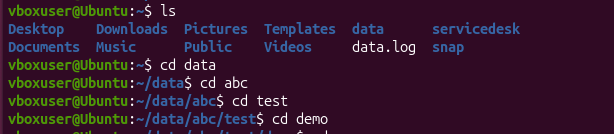 vboxuser@Ubuntu:~$ ls
Desktop Downloads Pictures Templates data servicedesk
Documents Music Public Videos data.log snap
vboxuser@Ubuntu:~$ cd data
vboxuser@Ubuntu:~/data$ cd abc
vboxuser@Ubuntu:~/data/abc$ cd test
vboxuser@Ubuntu:~/data/abc/test$ cd demo